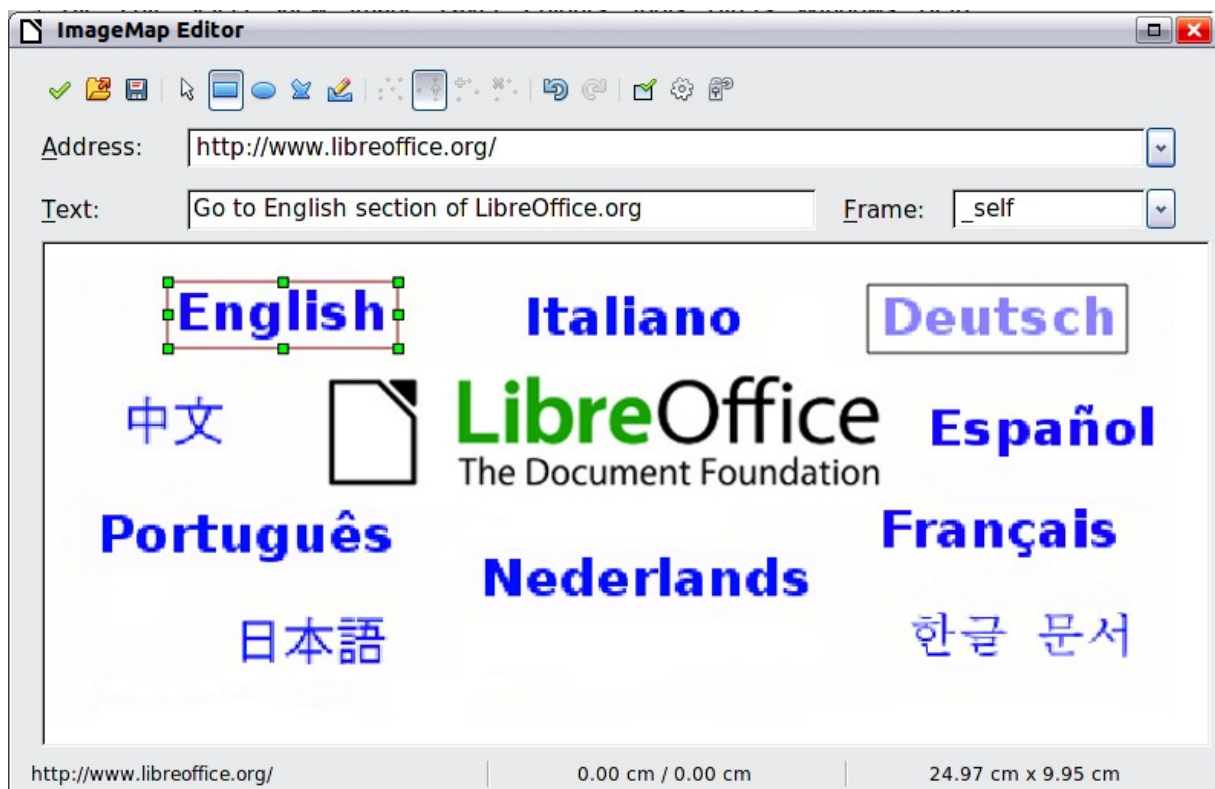 ImageMap Editor
Address: http://www.libreoffice.org/
Text: Go to English section of LibreOffice.org Frame: _self
English Italiano Deutsch
中文 LibreOffice Español
The Document Foundation
Português Français
Nederlands
日本語 한글 문서
http://www.libreoffice.org/ 0.00 cm / 0.00 cm 24.97 cm x 9.95 cm